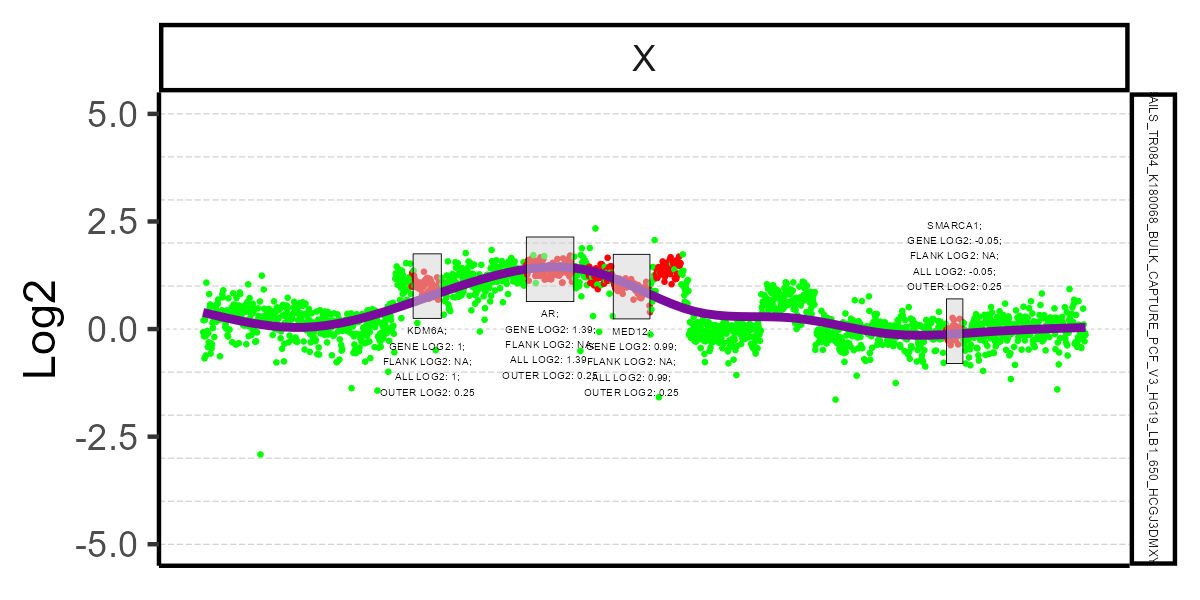 X
5.0
2.5
0.0
-2.5
-5.0
Log2
KDM6A;
GENE LOG2: 1;
FLANK LOG2: NA;
ALL LOG2: 1;
OUTER LOG2: 0.25
AR;
GENE LOG2: 1.39;
FLANK LOG2: NA;
ALL LOG2: 1.39;
OUTER LOG2: 0.25
MED12;
GENE LOG2: 0.99;
FLANK LOG2: NA;
ALL LOG2: 0.99;
OUTER LOG2: 0.25
SMARCA1;
GENE LOG2: -0.05;
FLANK LOG2: NA;
ALL LOG2: -0.05;
OUTER LOG2: 0.25
AILS_TR084_K180068_BULK_CAPTURE_PCF_V3_HG19_LB1_650_HCGJ3DMXY